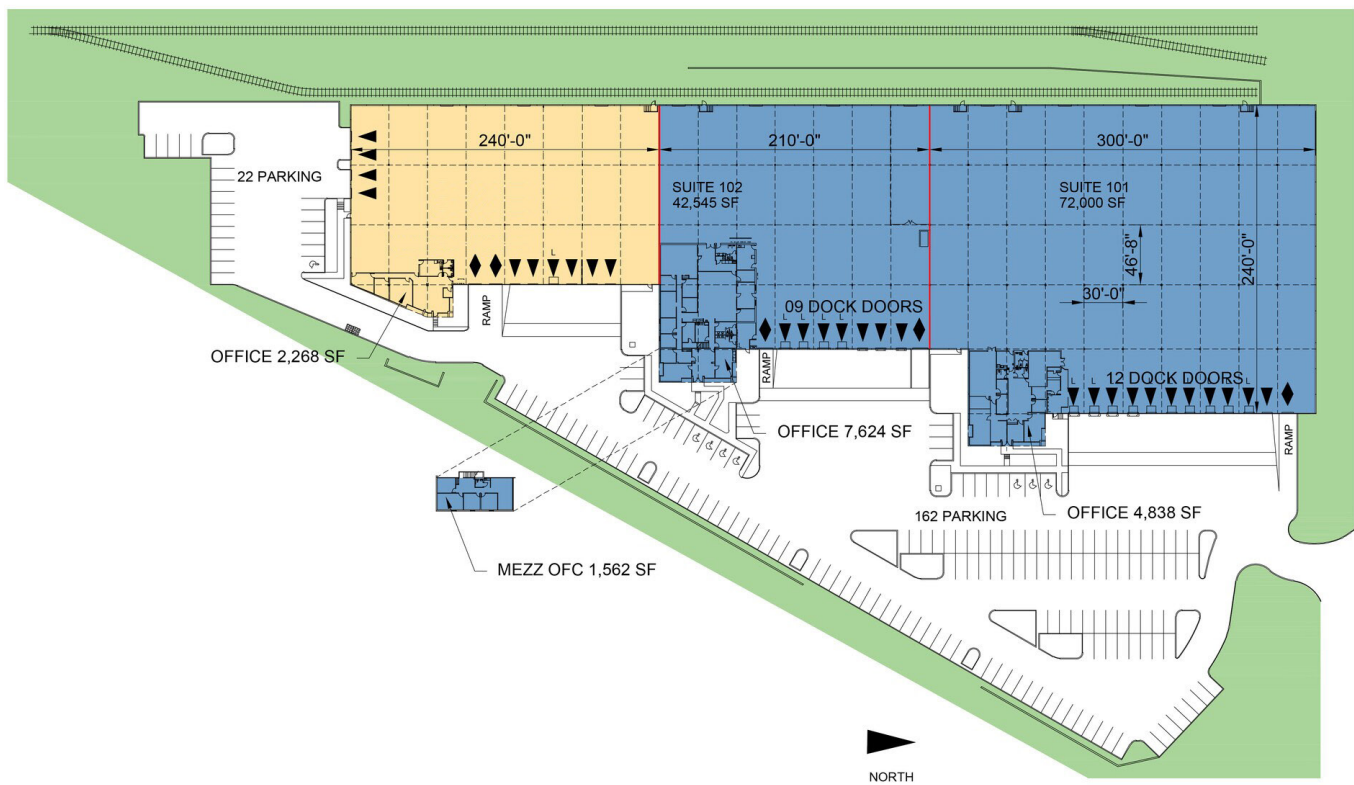 240'-0"
210'-0"
300'-0"
22 PARKING
SUITE 102
42,545 SF
SUITE 101
72,000 SF
46'-8"
240'-0"
30'-0"
L
RAMP
09 DOCK DOORS
L L L L
OFFICE 2,268 SF
RAMP
12 DOCK DOORS
L L L L L L L L L L
OFFICE 7,624 SF
RAMP
162 PARKING
OFFICE 4,838 SF
MEZZ OFC 1,562 SF
NORTH